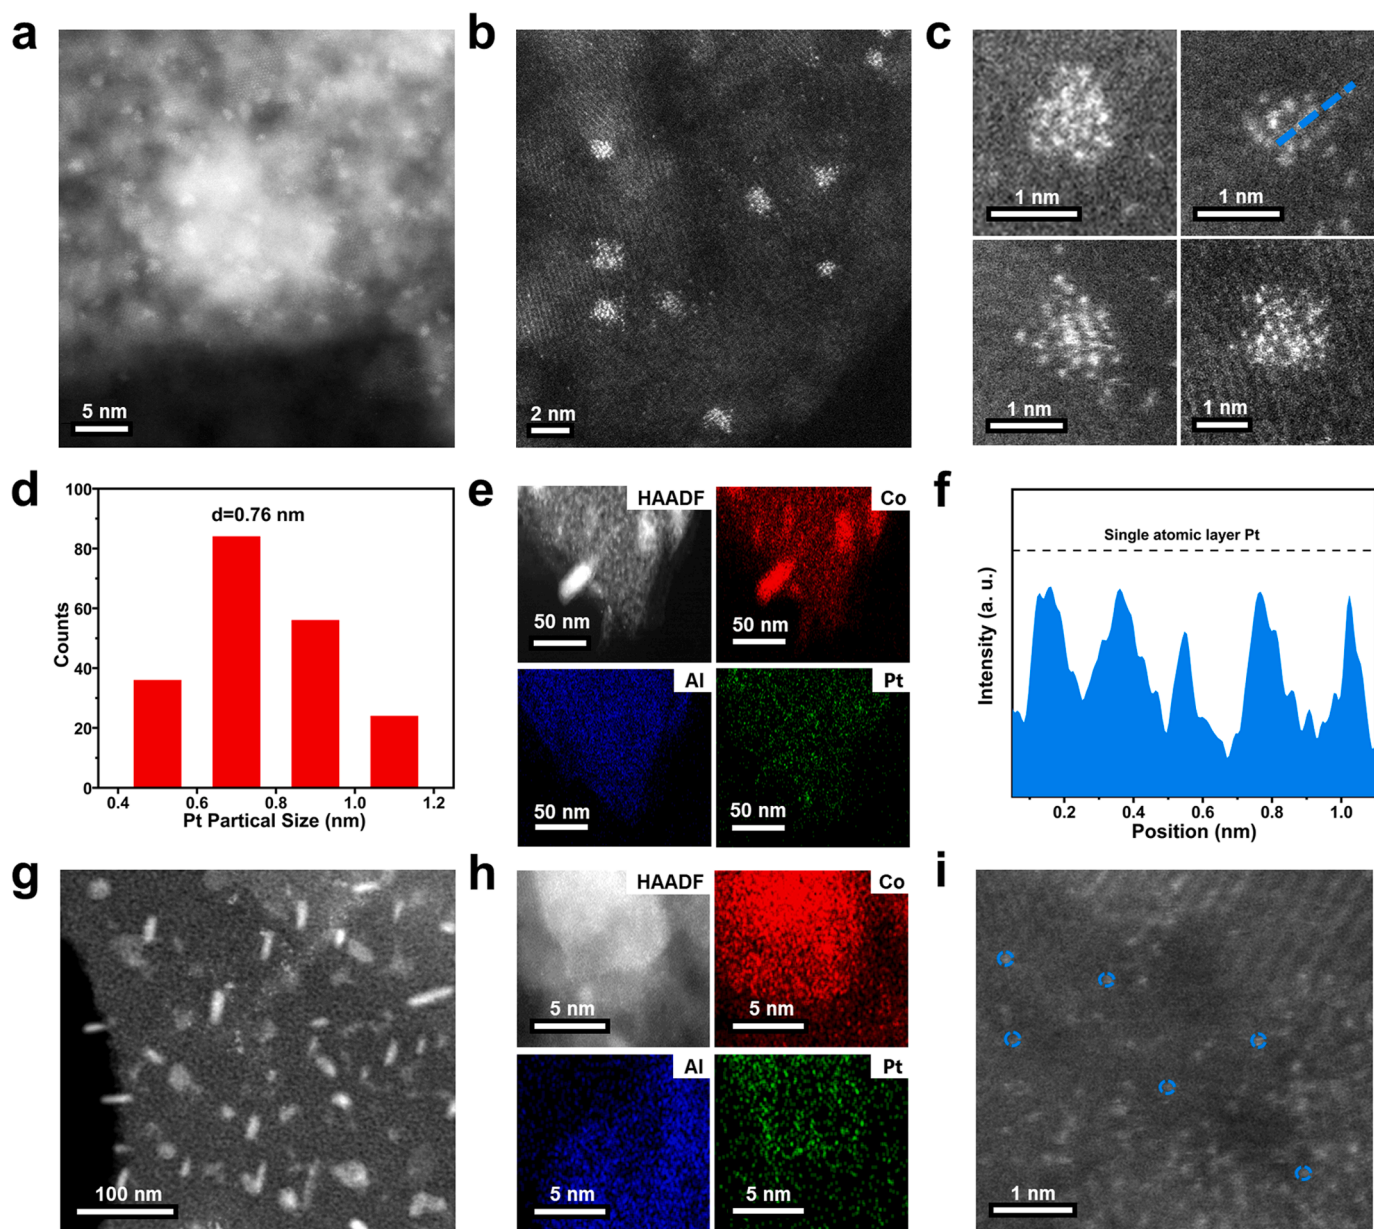 a
5 nm
b
2 nm
c
1 nm
1 nm
1 nm
1 nm
d
100
80
60
40
20
0
Counts
d=0.76 nm
0.4 0.6 0.8 1.0 1.2
Pt Partical Size (nm)
e
HAADF
50 nm
Co
50 nm
Al
50 nm
Pt
50 nm
f
Intensity (a. u.)
Single atomic layer Pt
0.2 0.4 0.6 0.8 1.0
Position (nm)
g
100 nm
h
HAADF
5 nm
Co
5 nm
Al
5 nm
Pt
5 nm
i
1 nm